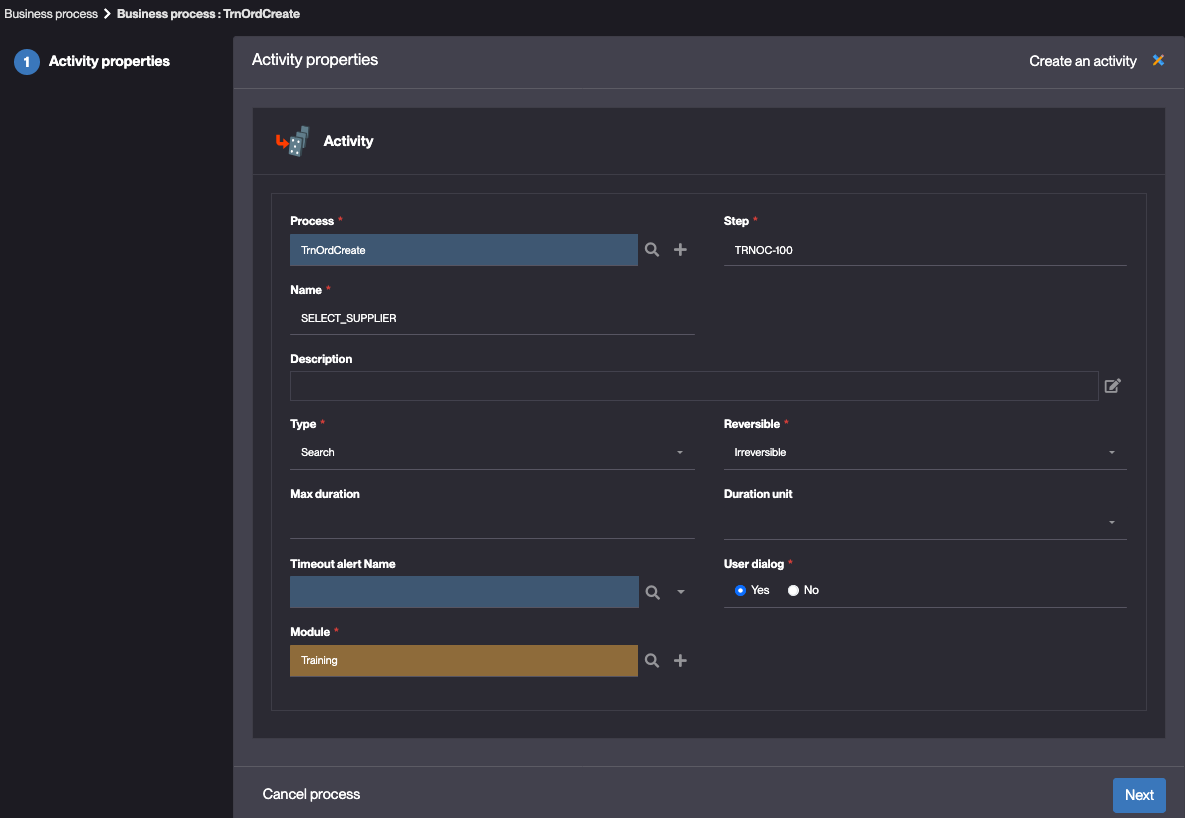 Business process > Business process : TrnOrdCreate
1 Activity properties
Activity properties
Create an activity
Activity
Process *
Step *
TrnOrdCreate
TRNOC-100
Name *
SELECT_SUPPLIER
Description
Type *
Reversible *
Search
Irreversible
Max duration
Duration unit
Timeout alert Name
User dialog *
Yes No
Module *
Training
Cancel process
Next